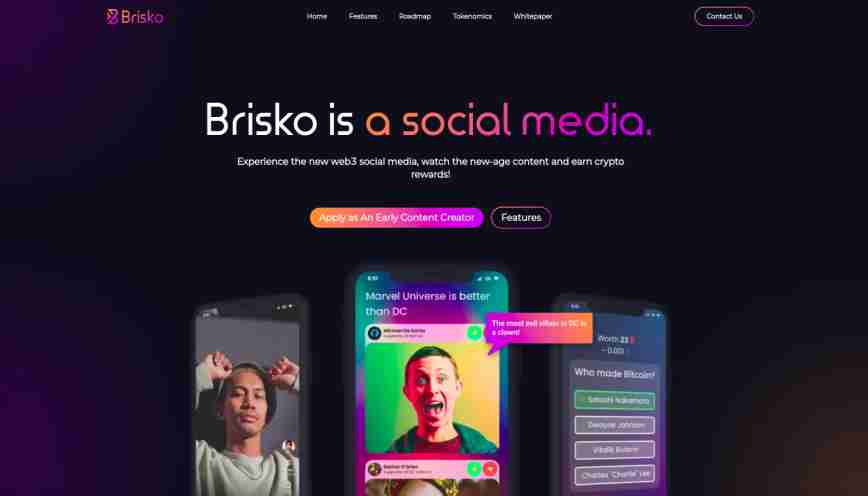 Brisko
Home
Features
Roadmap
Tokenomics
Whitepaper
Contact Us
Brisko is a social media.
Experience the new web3 social media, watch the new-age content and earn crypto
rewards!
Apply as An Early Content Creator
Features
Marvel Universe is better
than DC
The most evil villain in DC is
a clown!
Worth 23
Who made Bitcoin?
Satoshi Nakamoto
Dwayne Johnson
Vitalik Buterin
Charles "Charlie" Lee